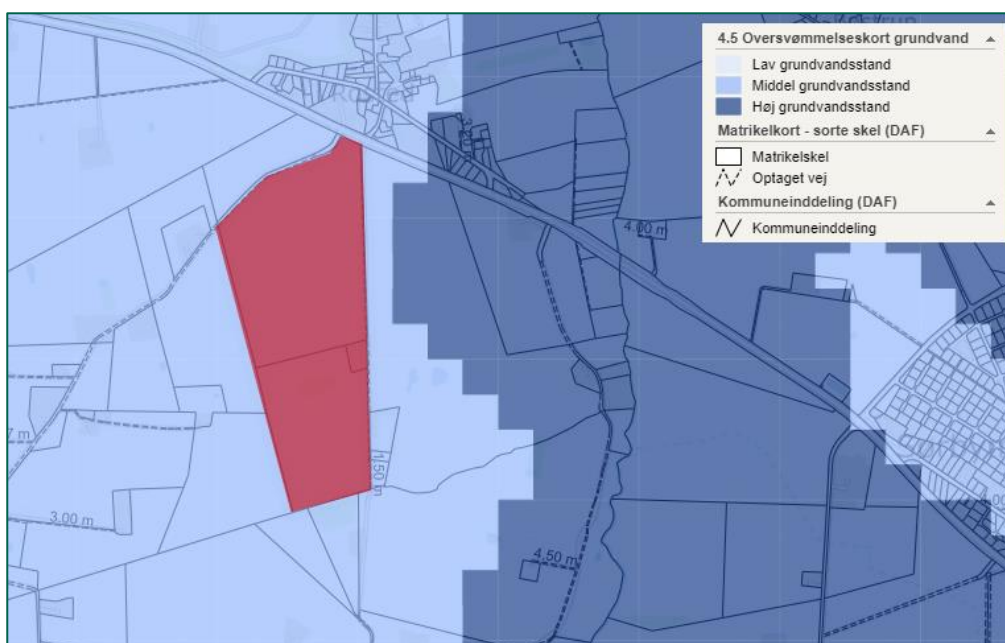 4.5 Oversvømmelseskort grundvand
Lav grundvandsstand
Middel grundvandsstand
Høj grundvandsstand
Matrikelkort - sorte skel (DAF)
Matrikelskel
Optaget vej
Kommuneinddeling (DAF)
Kommuneinddeling
4.00 m
7 m
1.50 m
3.00 m
4.50 m